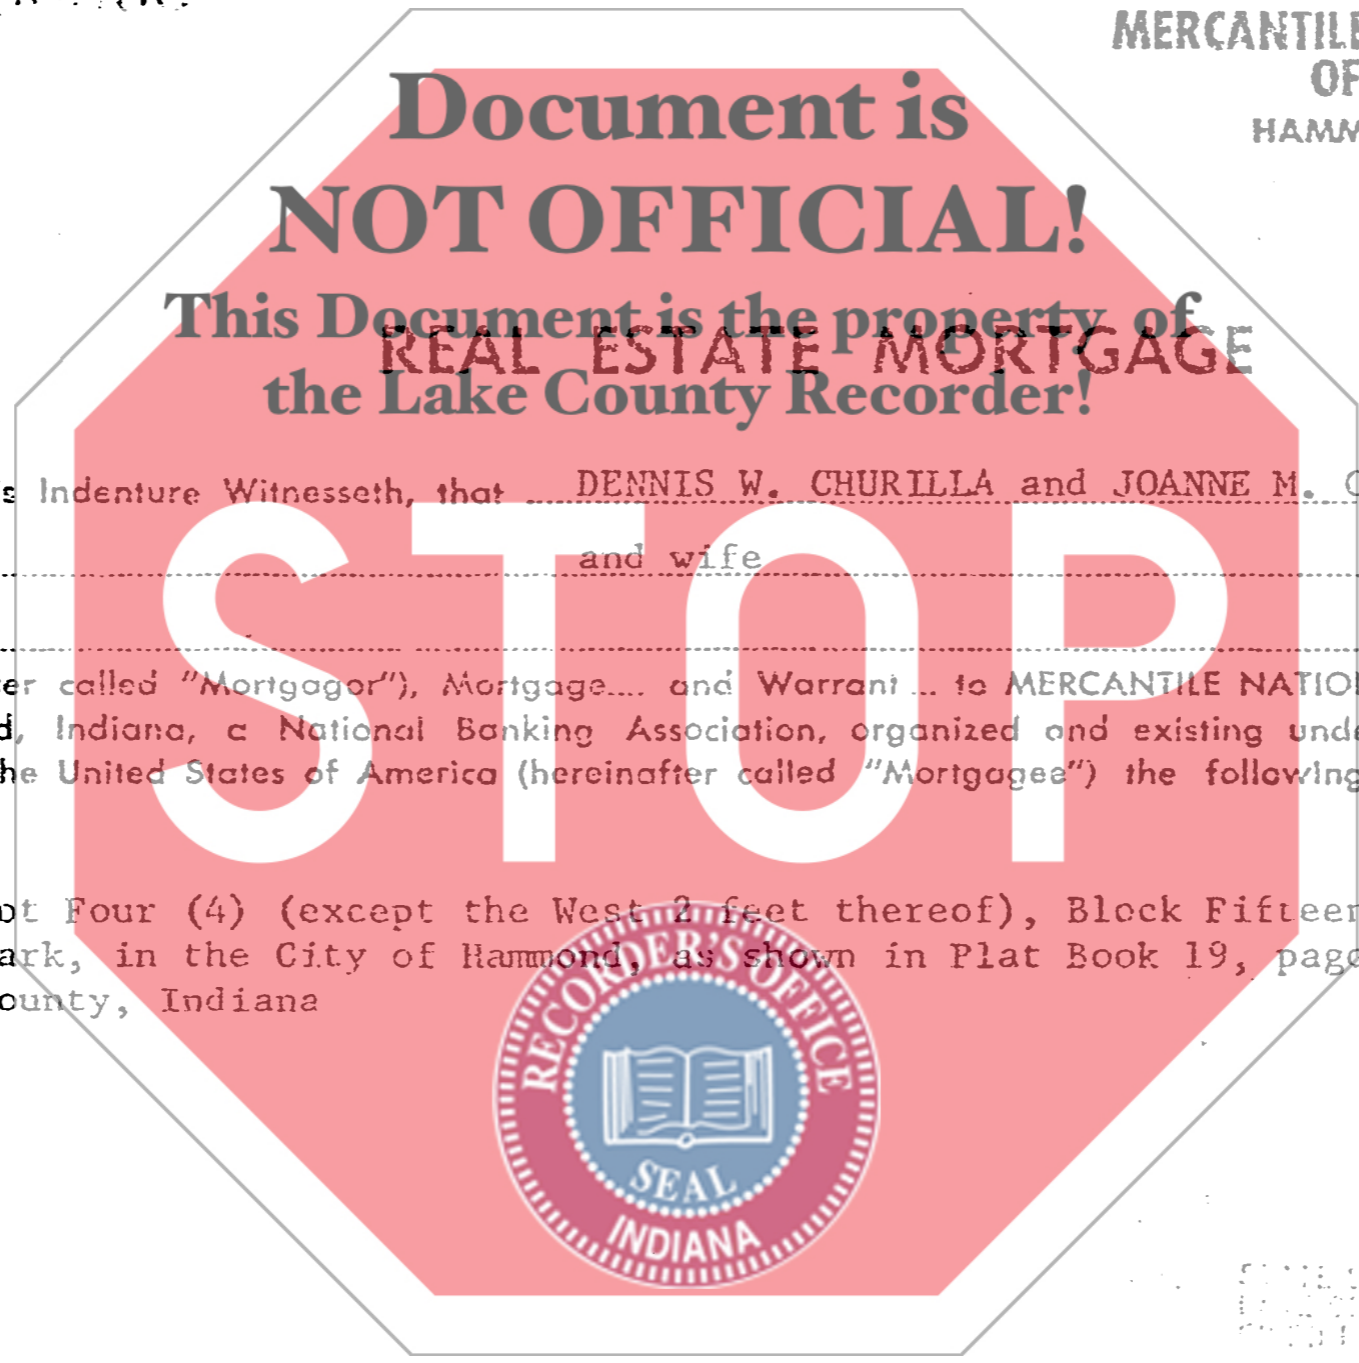 MERCANTILE
OF
HAMM
Document is
NOT OFFICIAL!
This Document is the property of
REAL ESTATE MORTGAGE
the Lake County Recorder!
s Indenture Witnesseth, that DENNIS W. CHURILLA and JOANNE M. C
and wife
STOP
er called "Mortgagor"), Mortgage.... and Warrant ... to MERCANTILE NATIO
d, Indiana, a National Banking Association, organized and existing und
he United States of America (hereinafter called "Mortgagee") the following
ot Four (4) (except the West 2 feet thereof), Block Fifteen
ark, in the City of Hammond, as shown in Plat Book 19, page
ounty, Indiana
RECORDER'S OFFICE
SEAL
INDIANA